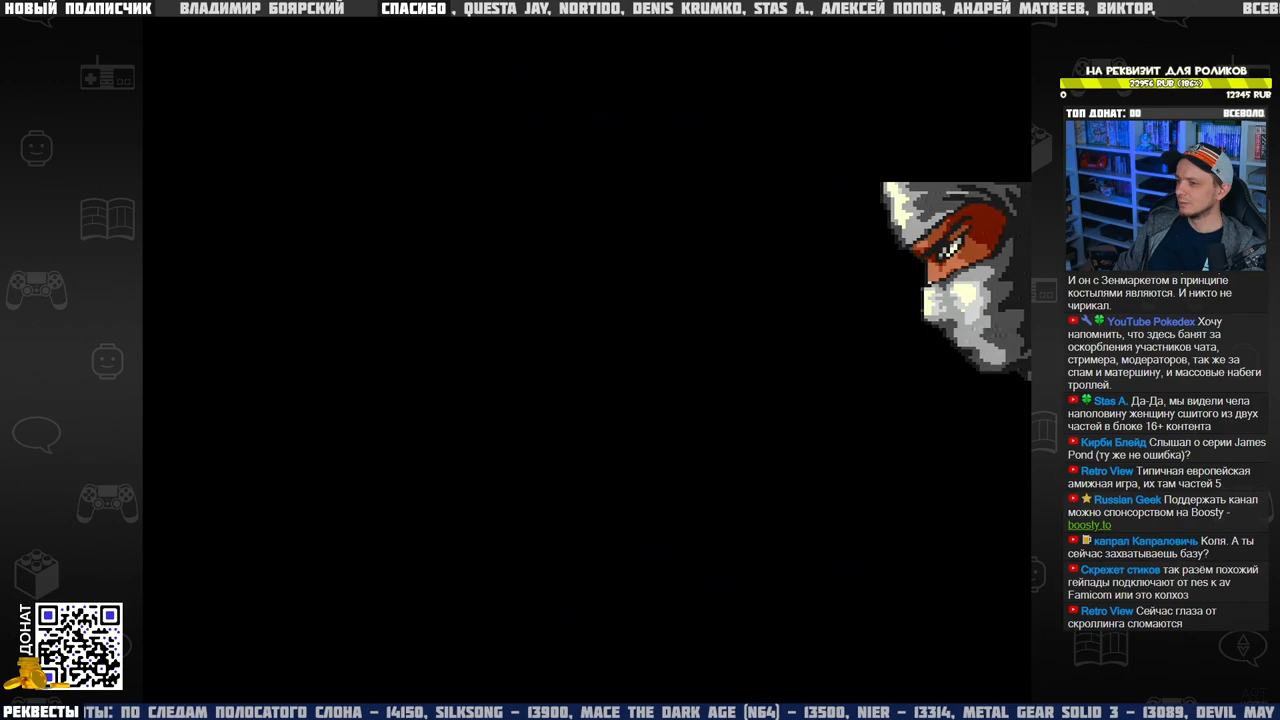 НОВЫЙ ПОДПИСЧИК ВЛАДИМИР БОЯРСКИЙ СПАСИБО , QUESTA JAY, NORTIDO, DENIS KRUMKO, STAS A., АЛЕКСЕЙ ПОПОВ, АНДРЕЙ МАТВЕЕВ, ВИКТОР, ВСЕВ
НА РЕКВИЗИТ ДЛЯ РОЛИКОВ
22956 RUB (186%)
0 12345 RUB
ТОП ДОНАТ: 00 ВСЕВОЛО
И он с Зенмаркетом в принципе
костылями являются. И никто не
чирикал.
YouTube Pokedex Хочу
напомнить, что здесь банят за
оскорбления участников чата,
стримера, модераторов, так же за
спам и матершину, и массовые набеги
троллей.
Stas A. Да-Да, мы видели чела
наполовину женщину сшитого из двух
частей в блоке 16+ контента
Кирби Блейд Слышал о серии James
Pond (ту же не ошибка)?
Retro View Типичная европейская
амижная игра, их там частей 5
Russian Geek Поддержать канал
можно спонсорством на Boosty -
boosty.to
капрал Капраловичь Коля. А ты
сейчас захватываешь базу?
Скрежет стиков так разём похожий
гейпады подключают от nes к av
Famicom или это колхоз
Retro View Сейчас глаза от
скроллинга сломаются
ДОНАТ
РЕКВЕСТЫ ТЫ: ПО СЛЕДАМ ПОЛОСАТОГО СЛОНА - 14150, SILKSONG - 13900, MACE THE DARK AGE (N64) - 13500, NIER - 13314, METAL GEAR SOLID 3 - 13089, DEVIL MAY